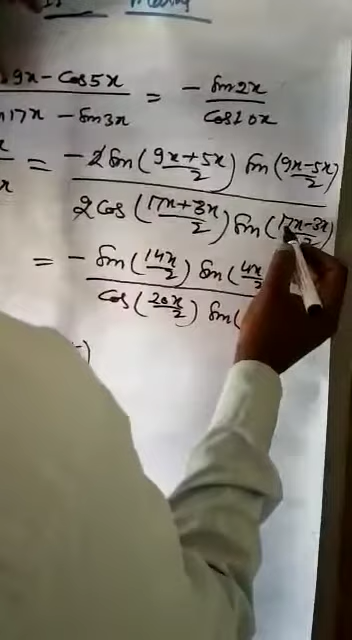 9x - Cos5x / 17x - Sin3x = - Sin2x / Cos10x
x / x = -2 Sin(9x+5x / 2) Sin(9x-5x / 2) / 2 Cos(17x+3x / 2) Sin(17x-3x / 2)
= - Sin(14x / 2) Sin(4x / 2 / Cos(20x / 2) Sin(